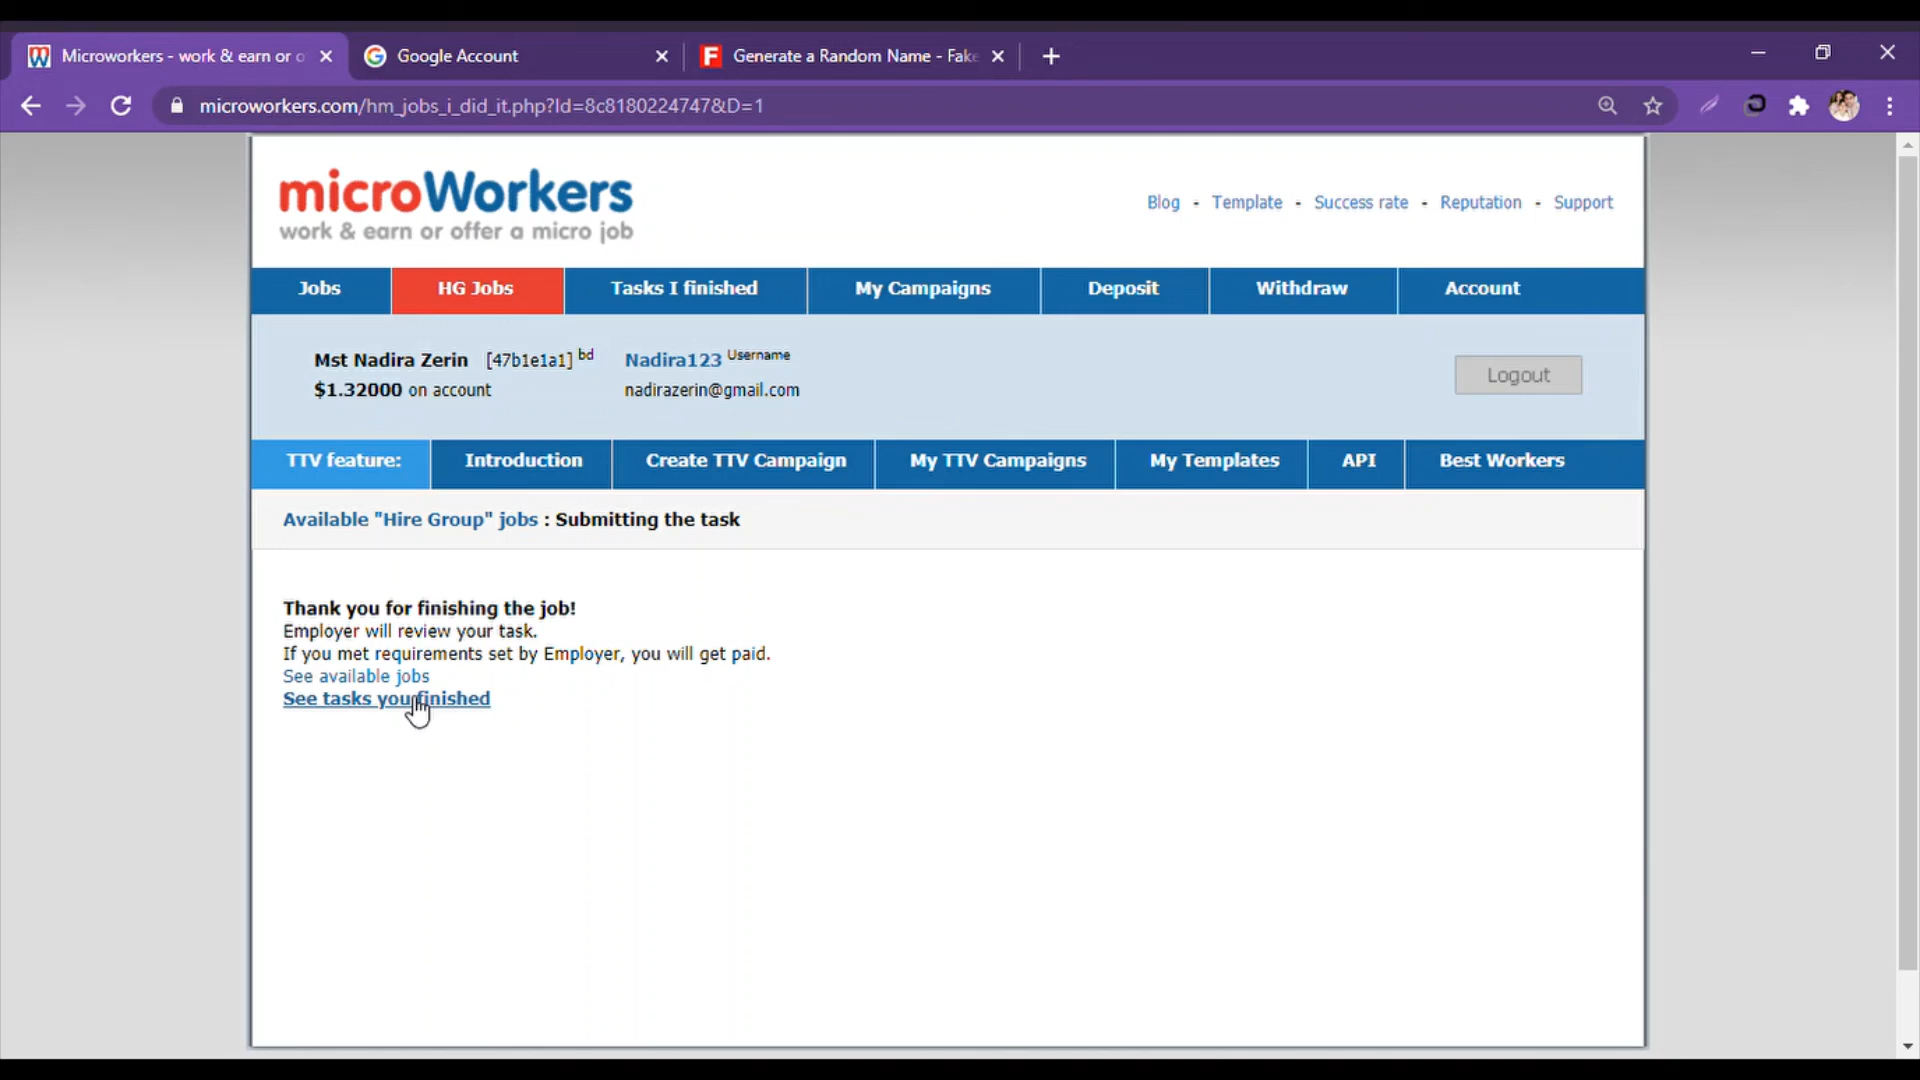 Microworkers - work & earn or o
Google Account
Generate a Random Name - Fake
microworkers.com/hm_jobs_i_did_it.php?Id=8c8180224747&D=1
microWorkers
work & earn or offer a micro job
Blog - Template - Success rate - Reputation - Support
Jobs HG Jobs Tasks I finished My Campaigns Deposit Withdraw Account
Mst Nadira Zerin [47b1e1a1] bd Nadira123 Username
$1.32000 on account nadirazerin@gmail.com
Logout
TTV feature: Introduction Create TTV Campaign My TTV Campaigns My Templates API Best Workers
Available "Hire Group" jobs : Submitting the task
Thank you for finishing the job!
Employer will review your task.
If you met requirements set by Employer, you will get paid.
See available jobs
See tasks you finished